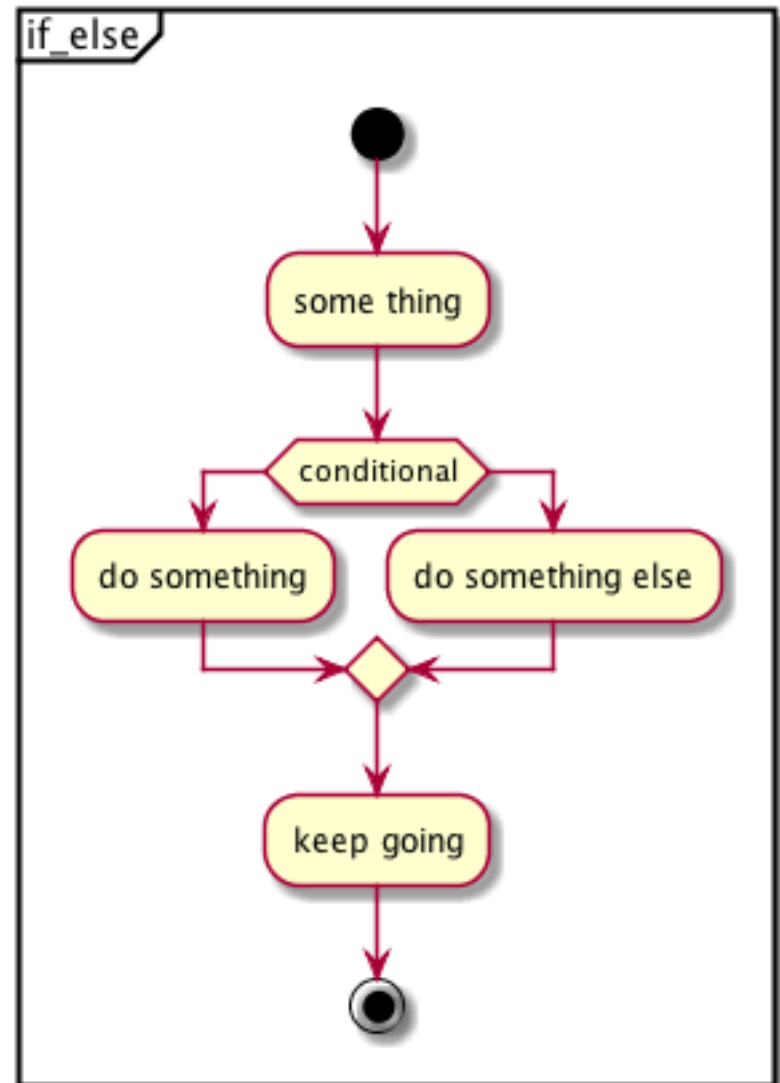 if_else
some thing
conditional
do something
do something else
keep going